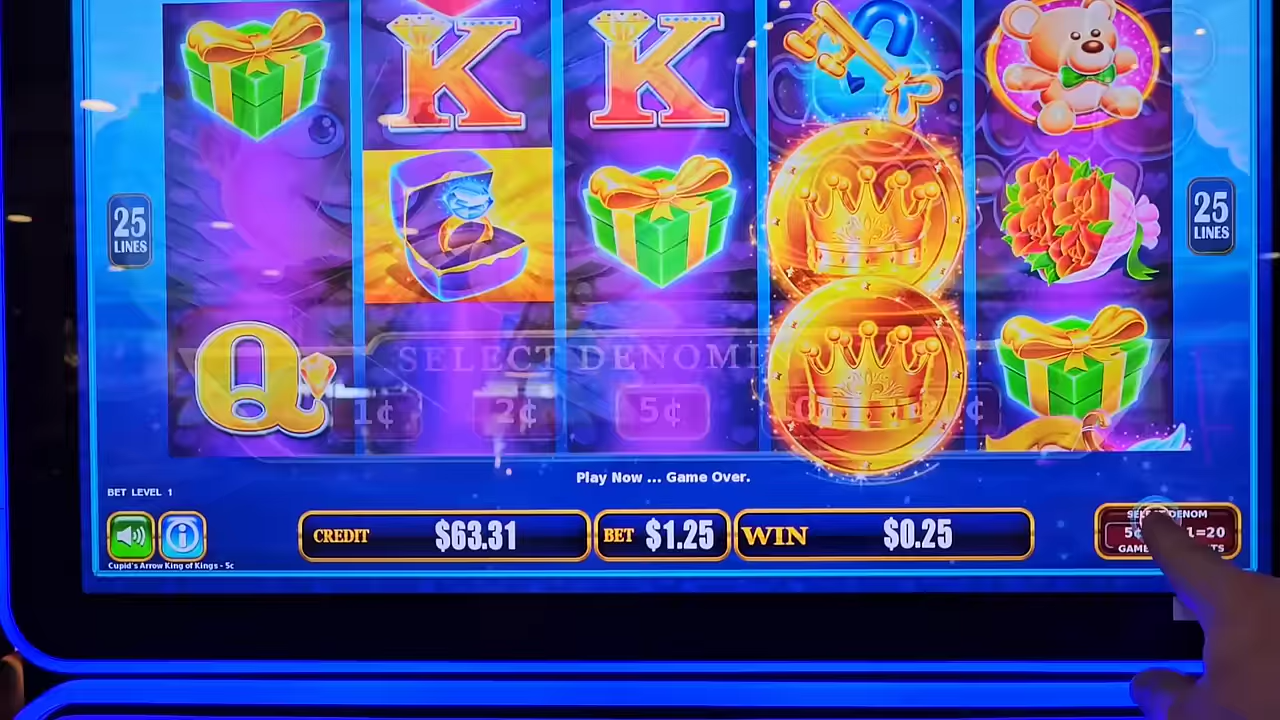 K K
25
LINES
25
LINES
Q
SELECT DENOMI
1¢ 2¢ 5¢ ¢
Play Now ... Game Over.
BET LEVEL 1
CREDIT $63.31 BET $1.25 WIN $0.25
SELECT DENOM
5¢ 1=20
GAME
Cupid's Arrow King of Kings - 5c